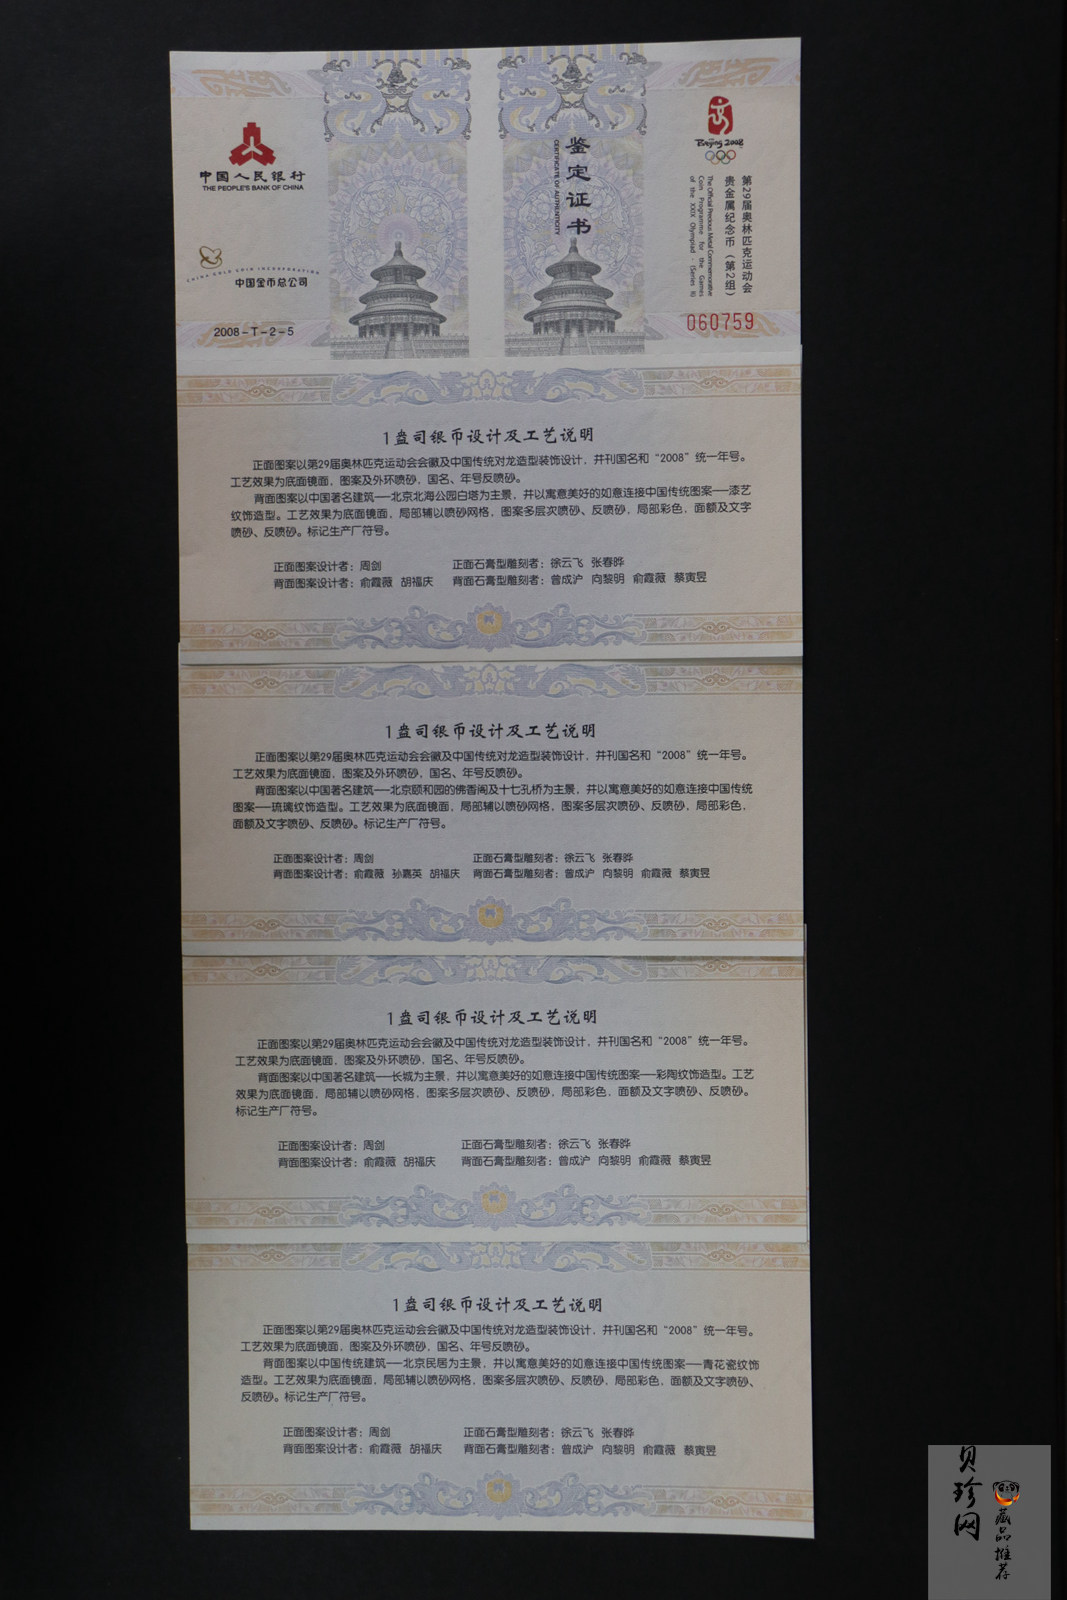 中国人民银行
THE PEOPLE'S BANK OF CHINA
CHINA GOLD COIN INCORPORATION
中国金币总公司
2008-T-2-5
鉴定证书
CERTIFICATE OF AUTHENTICITY
Beijing 2008
第29届奥林匹克运动会
贵金属纪念币（第2组）
The Official Precious Metal Commemorative
Coin Programme for the Games
of the XXIX Olympiad - (Series II)
060759
1盎司银币设计及工艺说明
正面图案以第29届奥林匹克运动会会徽及中国传统对龙造型装饰设计，并刊国名和“2008”统一年号。
工艺效果为底面镜面，图案及外环喷砂，国名、年号反喷砂。
背面图案以中国著名建筑──北京北海公园白塔为主景，并以寓意美好的如意连接中国传统图案──漆艺
纹饰造型。工艺效果为底面镜面，局部辅以喷砂网格，图案多层次喷砂、反喷砂，局部彩色，面额及文字
喷砂、反喷砂。标记生产厂符号。
正面图案设计者：周剑 正面石膏型雕刻者：徐云飞 张春晔
背面图案设计者：俞霞薇 胡福庆 背面石膏型雕刻者：曾成沪 向黎明 俞霞薇 蔡寅昱
1盎司银币设计及工艺说明
正面图案以第29届奥林匹克运动会会徽及中国传统对龙造型装饰设计，并刊国名和“2008”统一年号。
工艺效果为底面镜面，图案及外环喷砂，国名、年号反喷砂。
背面图案以中国著名建筑──北京颐和园的佛香阁及十七孔桥为主景，并以寓意美好的如意连接中国传统
图案──琉璃纹饰造型。工艺效果为底面镜面，局部辅以喷砂网格，图案多层次喷砂、反喷砂，局部彩色，
面额及文字喷砂、反喷砂。标记生产厂符号。
正面图案设计者：周剑 正面石膏型雕刻者：徐云飞 张春晔
背面图案设计者：俞霞薇 孙嘉英 胡福庆 背面石膏型雕刻者：曾成沪 向黎明 俞霞薇 蔡寅昱
1盎司银币设计及工艺说明
正面图案以第29届奥林匹克运动会会徽及中国传统对龙造型装饰设计，并刊国名和“2008”统一年号。
工艺效果为底面镜面，图案及外环喷砂，国名、年号反喷砂。
背面图案以中国著名建筑──长城为主景，并以寓意美好的如意连接中国传统图案──彩陶纹饰造型。工艺
效果为底面镜面，局部辅以喷砂网格，图案多层次喷砂、反喷砂，局部彩色，面额及文字喷砂、反喷砂。
标记生产厂符号。
正面图案设计者：周剑 正面石膏型雕刻者：徐云飞 张春晔
背面图案设计者：俞霞薇 胡福庆 背面石膏型雕刻者：曾成沪 向黎明 俞霞薇 蔡寅昱
1盎司银币设计及工艺说明
正面图案以第29届奥林匹克运动会会徽及中国传统对龙造型装饰设计，并刊国名和“2008”统一年号。
工艺效果为底面镜面，图案及外环喷砂，国名、年号反喷砂。
背面图案以中国传统建筑──北京民居为主景，并以寓意美好的如意连接中国传统图案──青花瓷纹饰
造型。工艺效果为底面镜面，局部辅以喷砂网格，图案多层次喷砂、反喷砂，局部彩色，面额及文字喷砂、
反喷砂。标记生产厂符号。
正面图案设计者：周剑 正面石膏型雕刻者：徐云飞 张春晔
背面图案设计者：俞霞薇 胡福庆 背面石膏型雕刻者：曾成沪 向黎明 俞霞薇 蔡寅昱
贝珍网
藏品推荐